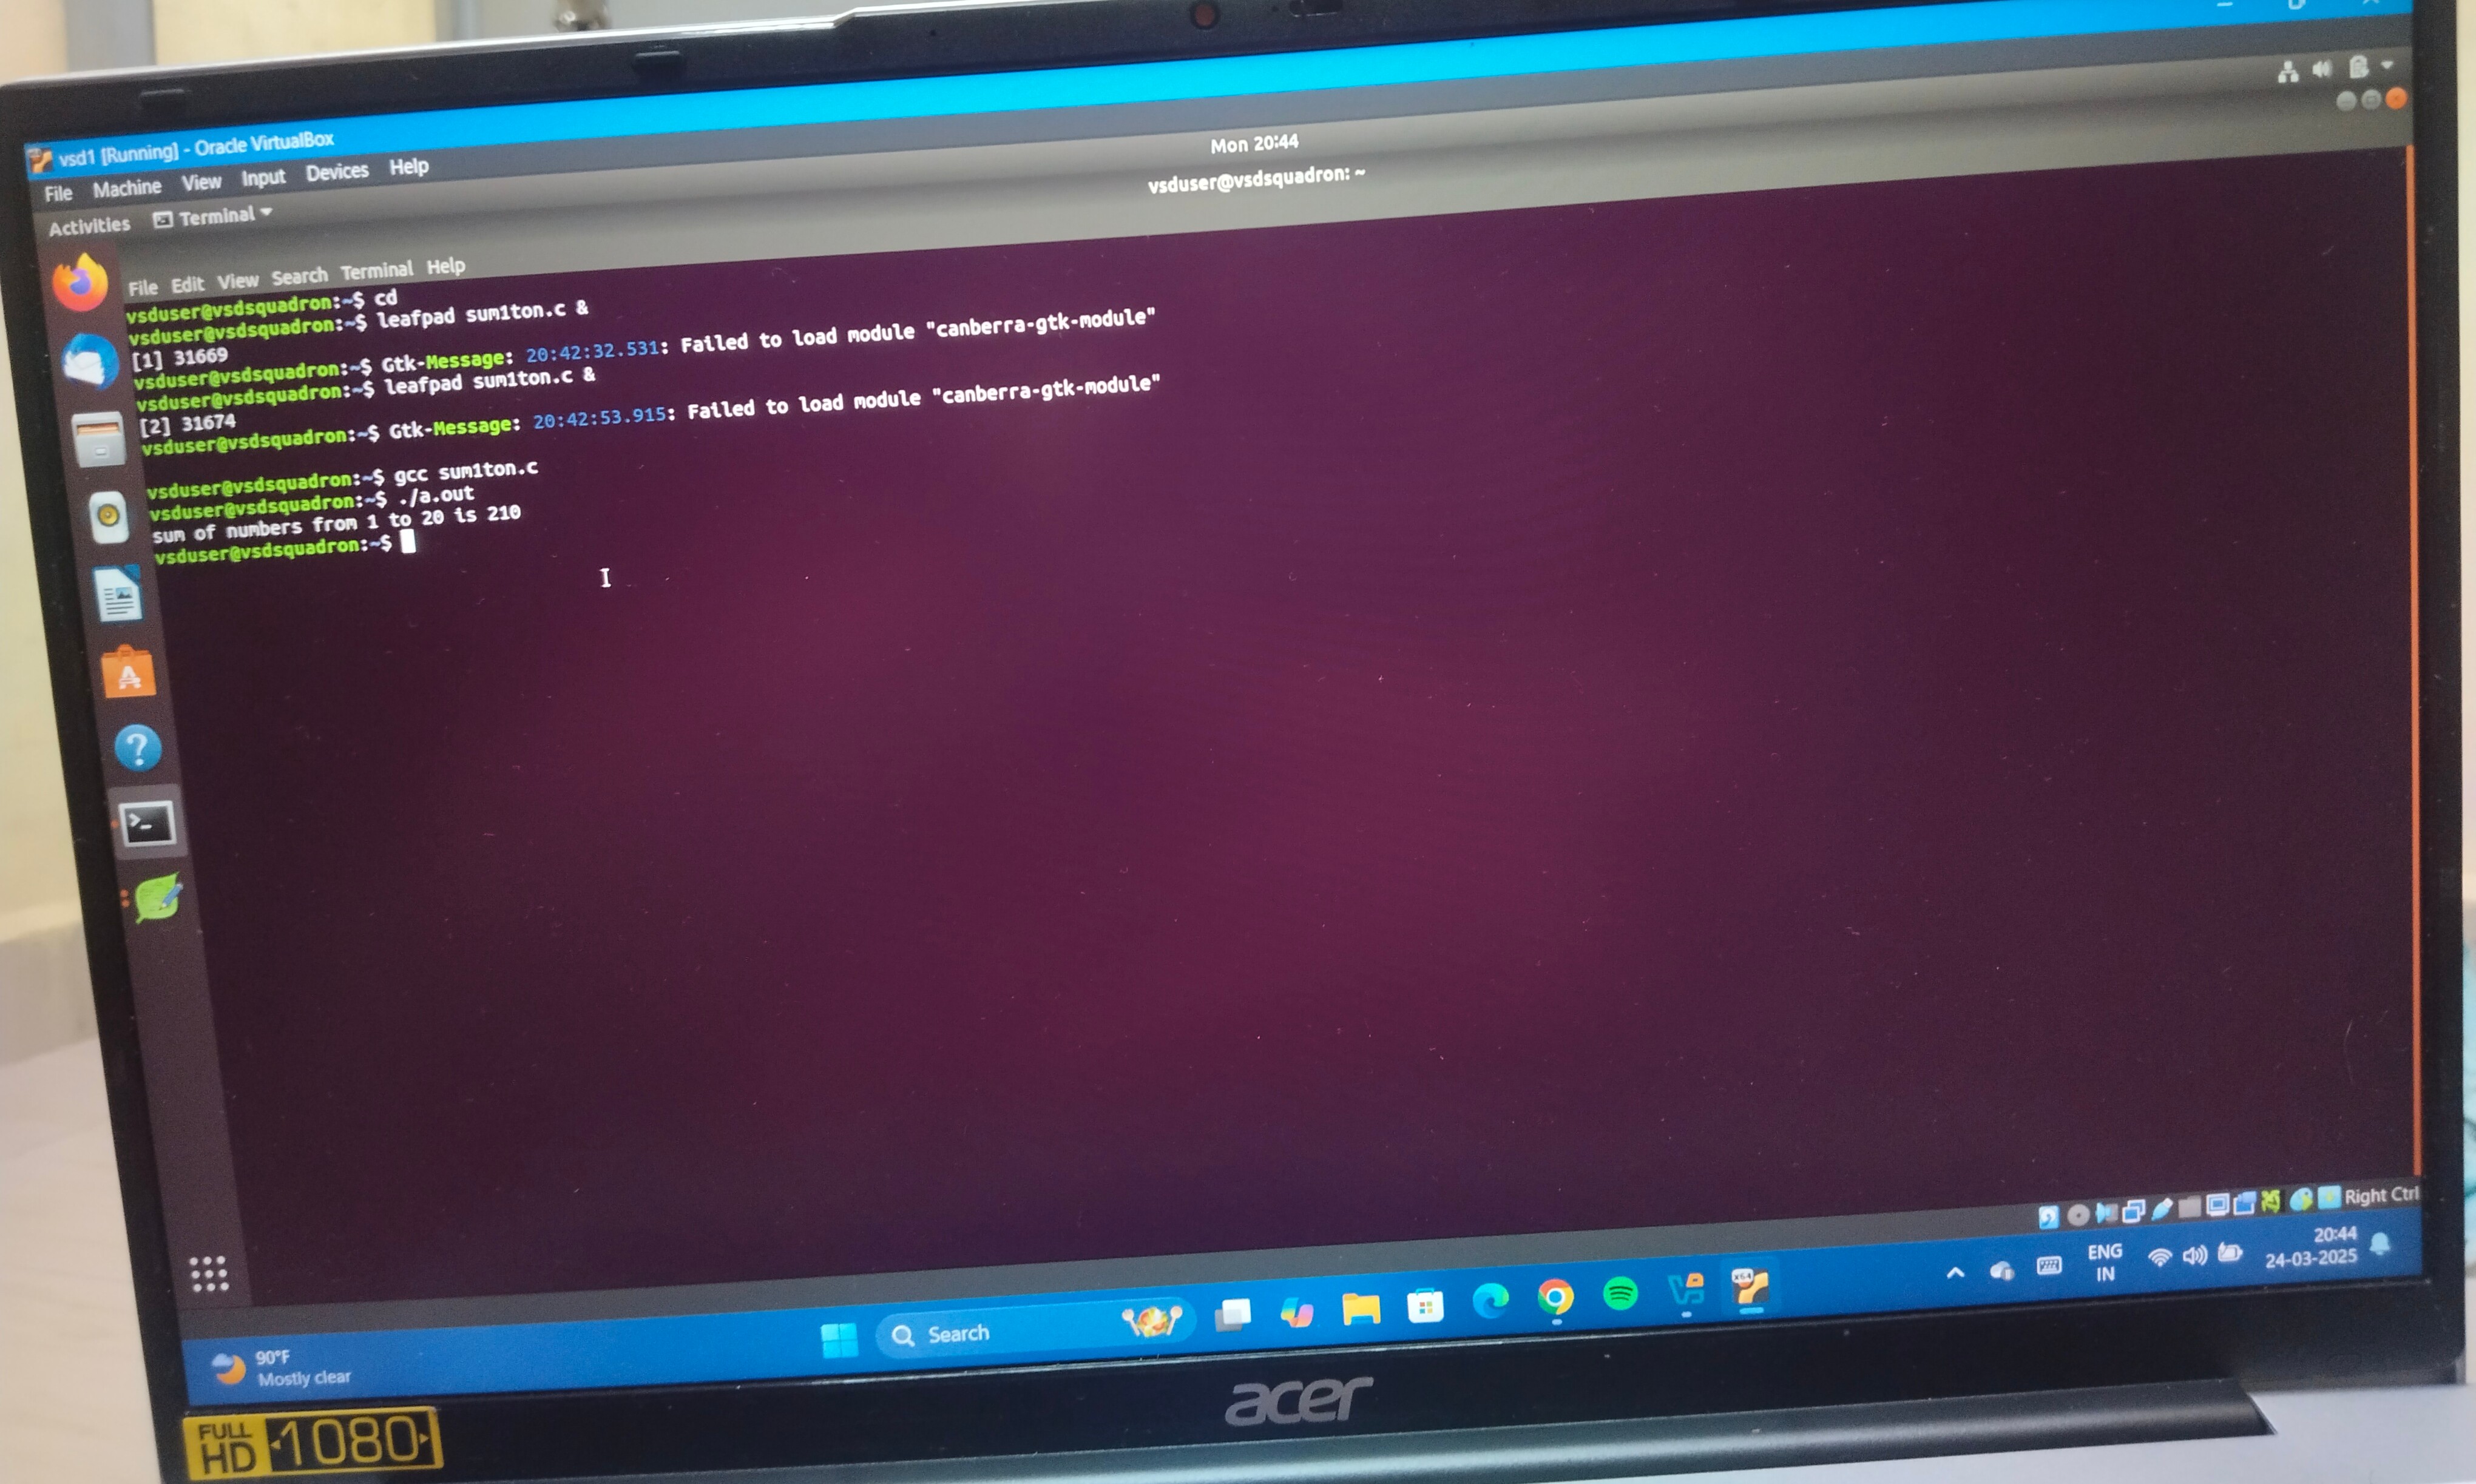 vsd1 [Running] - Oracle VirtualBox
File Machine View Input Devices Help
Activities Terminal
Mon 20:44
vsduser@vsdsquadron: ~
File Edit View Search Terminal Help
vsduser@vsdsquadron:~$ cd
vsduser@vsdsquadron:~$ leafpad sum1ton.c &
[1] 31669
vsduser@vsdsquadron:~$ Gtk-Message: 20:42:32.531: Failed to load module "canberra-gtk-module"
vsduser@vsdsquadron:~$ leafpad sum1ton.c &
[2] 31674
vsduser@vsdsquadron:~$ Gtk-Message: 20:42:53.915: Failed to load module "canberra-gtk-module"
vsduser@vsdsquadron:~$ gcc sum1ton.c
vsduser@vsdsquadron:~$ ./a.out
sum of numbers from 1 to 20 is 210
vsduser@vsdsquadron:~$
Right Ctrl
90°F
Mostly clear
Search
ENG
IN
20:44
24-03-2025
acer
FULL
HD 1080